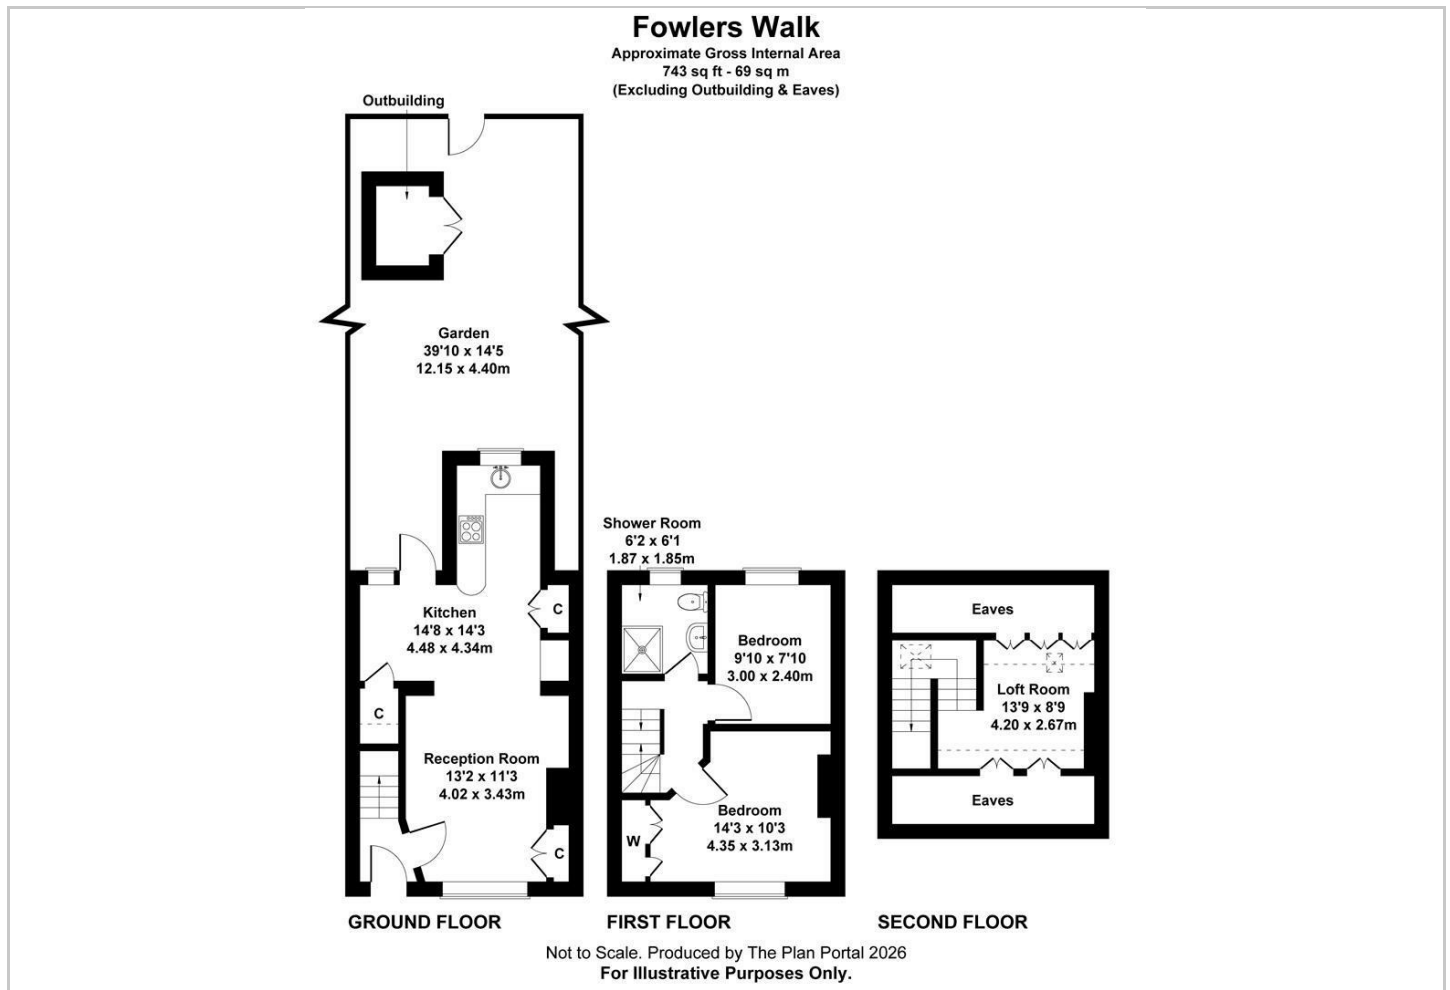 Fowlers Walk
Approximate Gross Internal Area
743 sq ft - 69 sq m
(Excluding Outbuilding & Eaves)
Outbuilding
Garden
39'10 x 14'5
12.15 x 4.40m
Kitchen
14'8 x 14'3
4.48 x 4.34m
C
C
Reception Room
13'2 x 11'3
4.02 x 3.43m
C
GROUND FLOOR
Shower Room
6'2 x 6'1
1.87 x 1.85m
Bedroom
9'10 x 7'10
3.00 x 2.40m
Bedroom
14'3 x 10'3
4.35 x 3.13m
W
FIRST FLOOR
Eaves
Loft Room
13'9 x 8'9
4.20 x 2.67m
Eaves
SECOND FLOOR
Not to Scale. Produced by The Plan Portal 2026
For Illustrative Purposes Only.